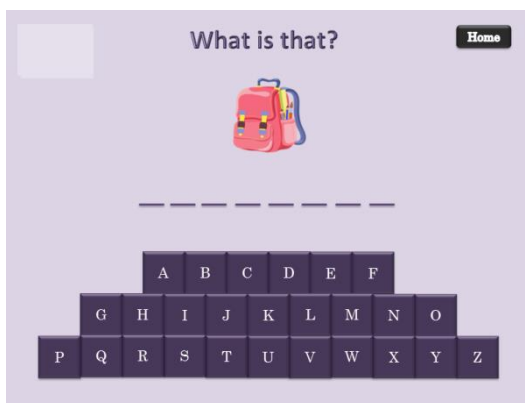 What is that?
Home
_ _ _ _ _ _ _ _
A B C D E F
G H I J K L M N O
P Q R S T U V W X Y Z